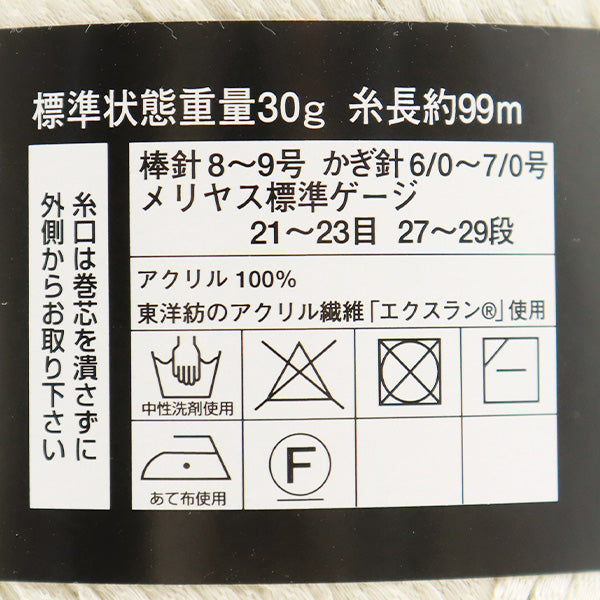 標準状態重量30g 糸長約99m
糸口は巻芯を潰さずに
外側からお取り下さい
棒針8〜9号 かぎ針6/0〜7/0号
メリヤス標準ゲージ
21〜23目 27〜29段
アクリル100%
東洋紡のアクリル繊維「エクスラン®」使用
中性洗剤使用
あて布使用
F